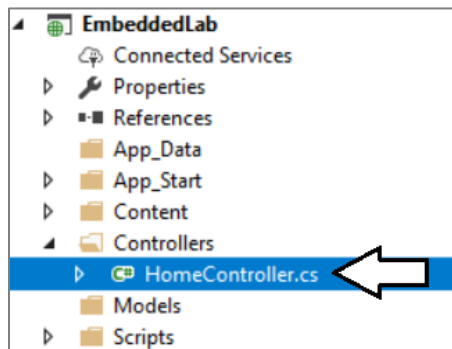 EmbeddedLab
Connected Services
Properties
References
App_Data
App_Start
Content
Controllers
C# HomeController.cs
Models
Scripts